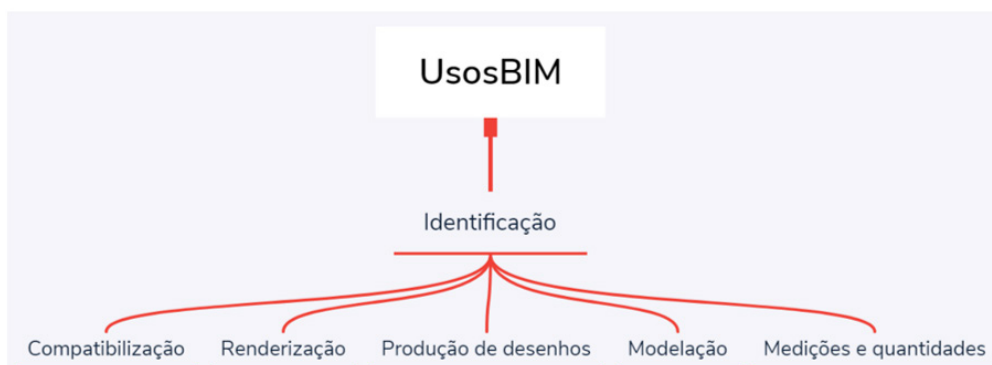 UsosBIM
Identificação
Compatibilização Renderização Produção de desenhos Modelação Medições e quantidades